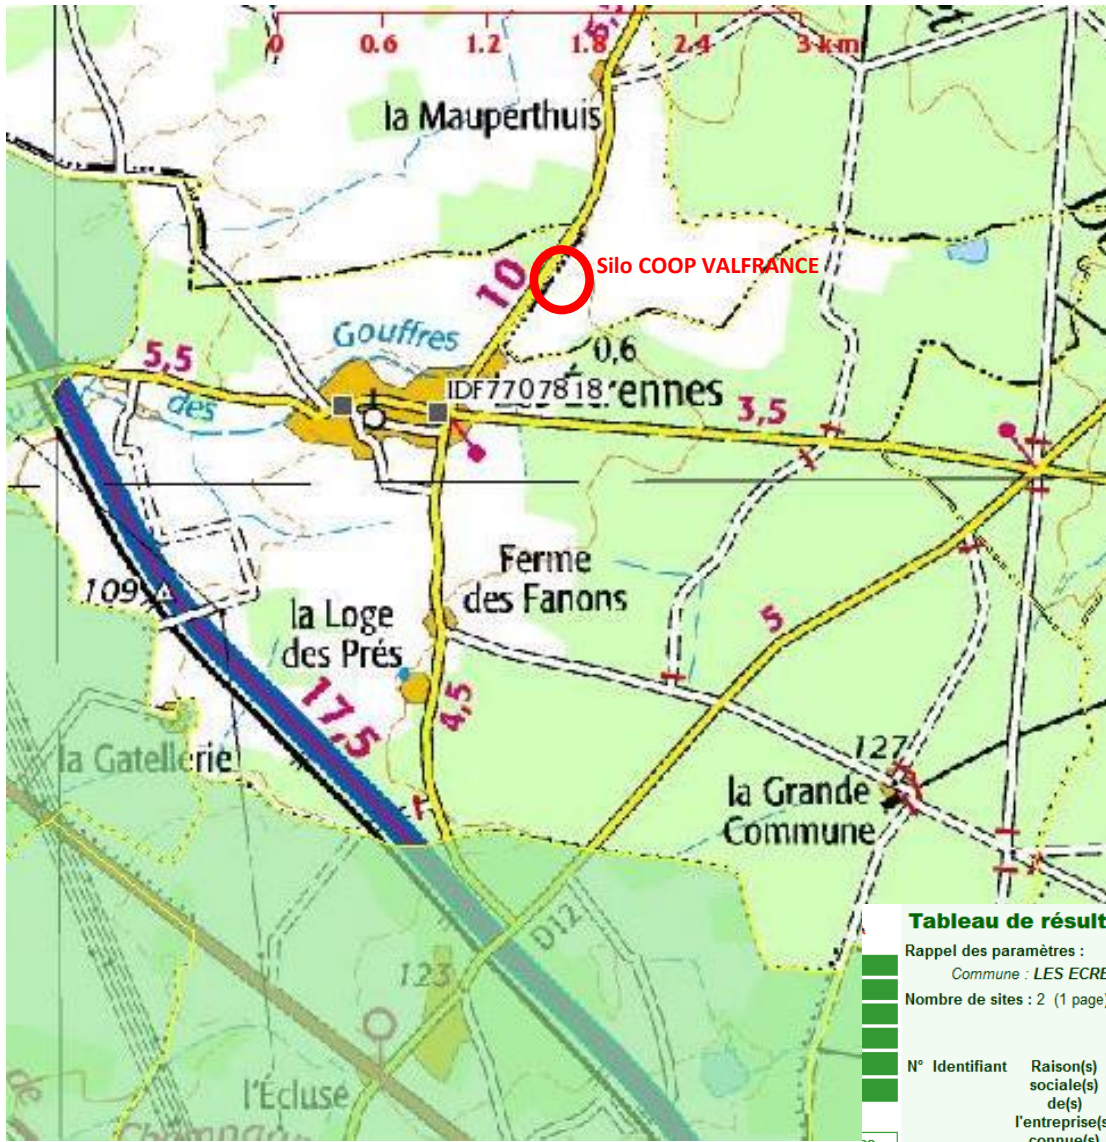 0 0.6 1.2 1.8 2.4 3 km
la Mauperthuis
Silo COOP VALFRANCE
10
Gouffres
des
5,5
0,6
IDF7707818
Écrennes
3,5
109
Ferme
des Fanons
la Loge
des Prés
5
4,5
17,5
la Gatellerie
127
la Grande
Commune
D12
123
l'Écluse
de
Tableau de résult
Rappel des paramètres :
Commune : LES ECRE
Nombre de sites : 2 (1 page)
N° Identifiant Raison(s)
sociale(s)
de(s)
l'entreprise(s
connue(s)